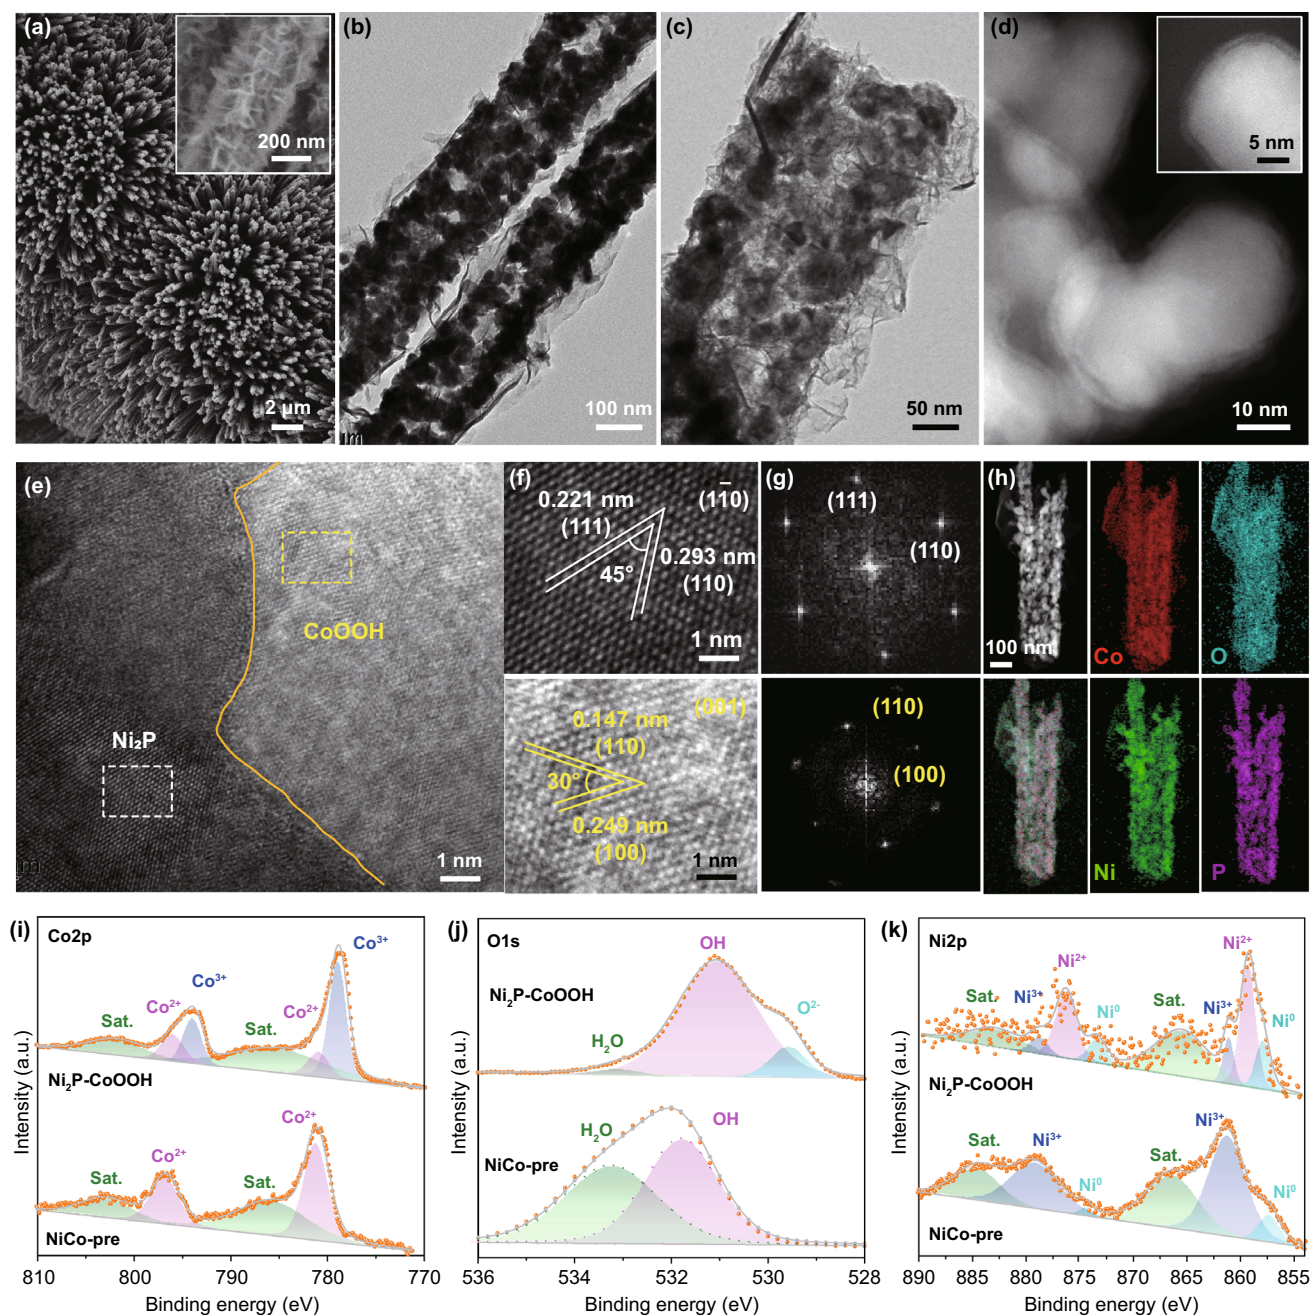 (a)
200 nm
2 µm
(b)
100 nm
m
(c)
50 nm
(d)
5 nm
10 nm
(e)
CoOOH
Ni₂P
1 nm
m
(f)
0.221 nm
(111)
(1̄10)
45°
0.293 nm
(110)
1 nm
(001)
0.147 nm
(110)
30°
0.249 nm
(100)
1 nm
(g)
(111)
(110)
(110)
(100)
(h)
100 nm
Co
O
Ni
P
(i)
Co2p
Co³⁺
Co³⁺
Co²⁺
Co²⁺
Sat.
Sat.
Ni₂P-CoOOH
Co²⁺
Co²⁺
Sat.
Sat.
NiCo-pre
Intensity (a.u.)
810 800 790 780 770
Binding energy (eV)
(j)
O1s
OH
Ni₂P-CoOOH
O²⁻
H₂O
H₂O
OH
NiCo-pre
Intensity (a.u.)
536 534 532 530 528
Binding energy (eV)
(k)
Ni2p
Ni²⁺
Ni²⁺
Sat.
Ni³⁺
Ni⁰
Sat.
Ni³⁺
Ni⁰
Ni₂P-CoOOH
Sat.
Ni³⁺
Ni⁰
Sat.
Ni³⁺
Ni⁰
NiCo-pre
Intensity (a.u.)
890 885 880 875 870 865 860 855
Binding energy (eV)